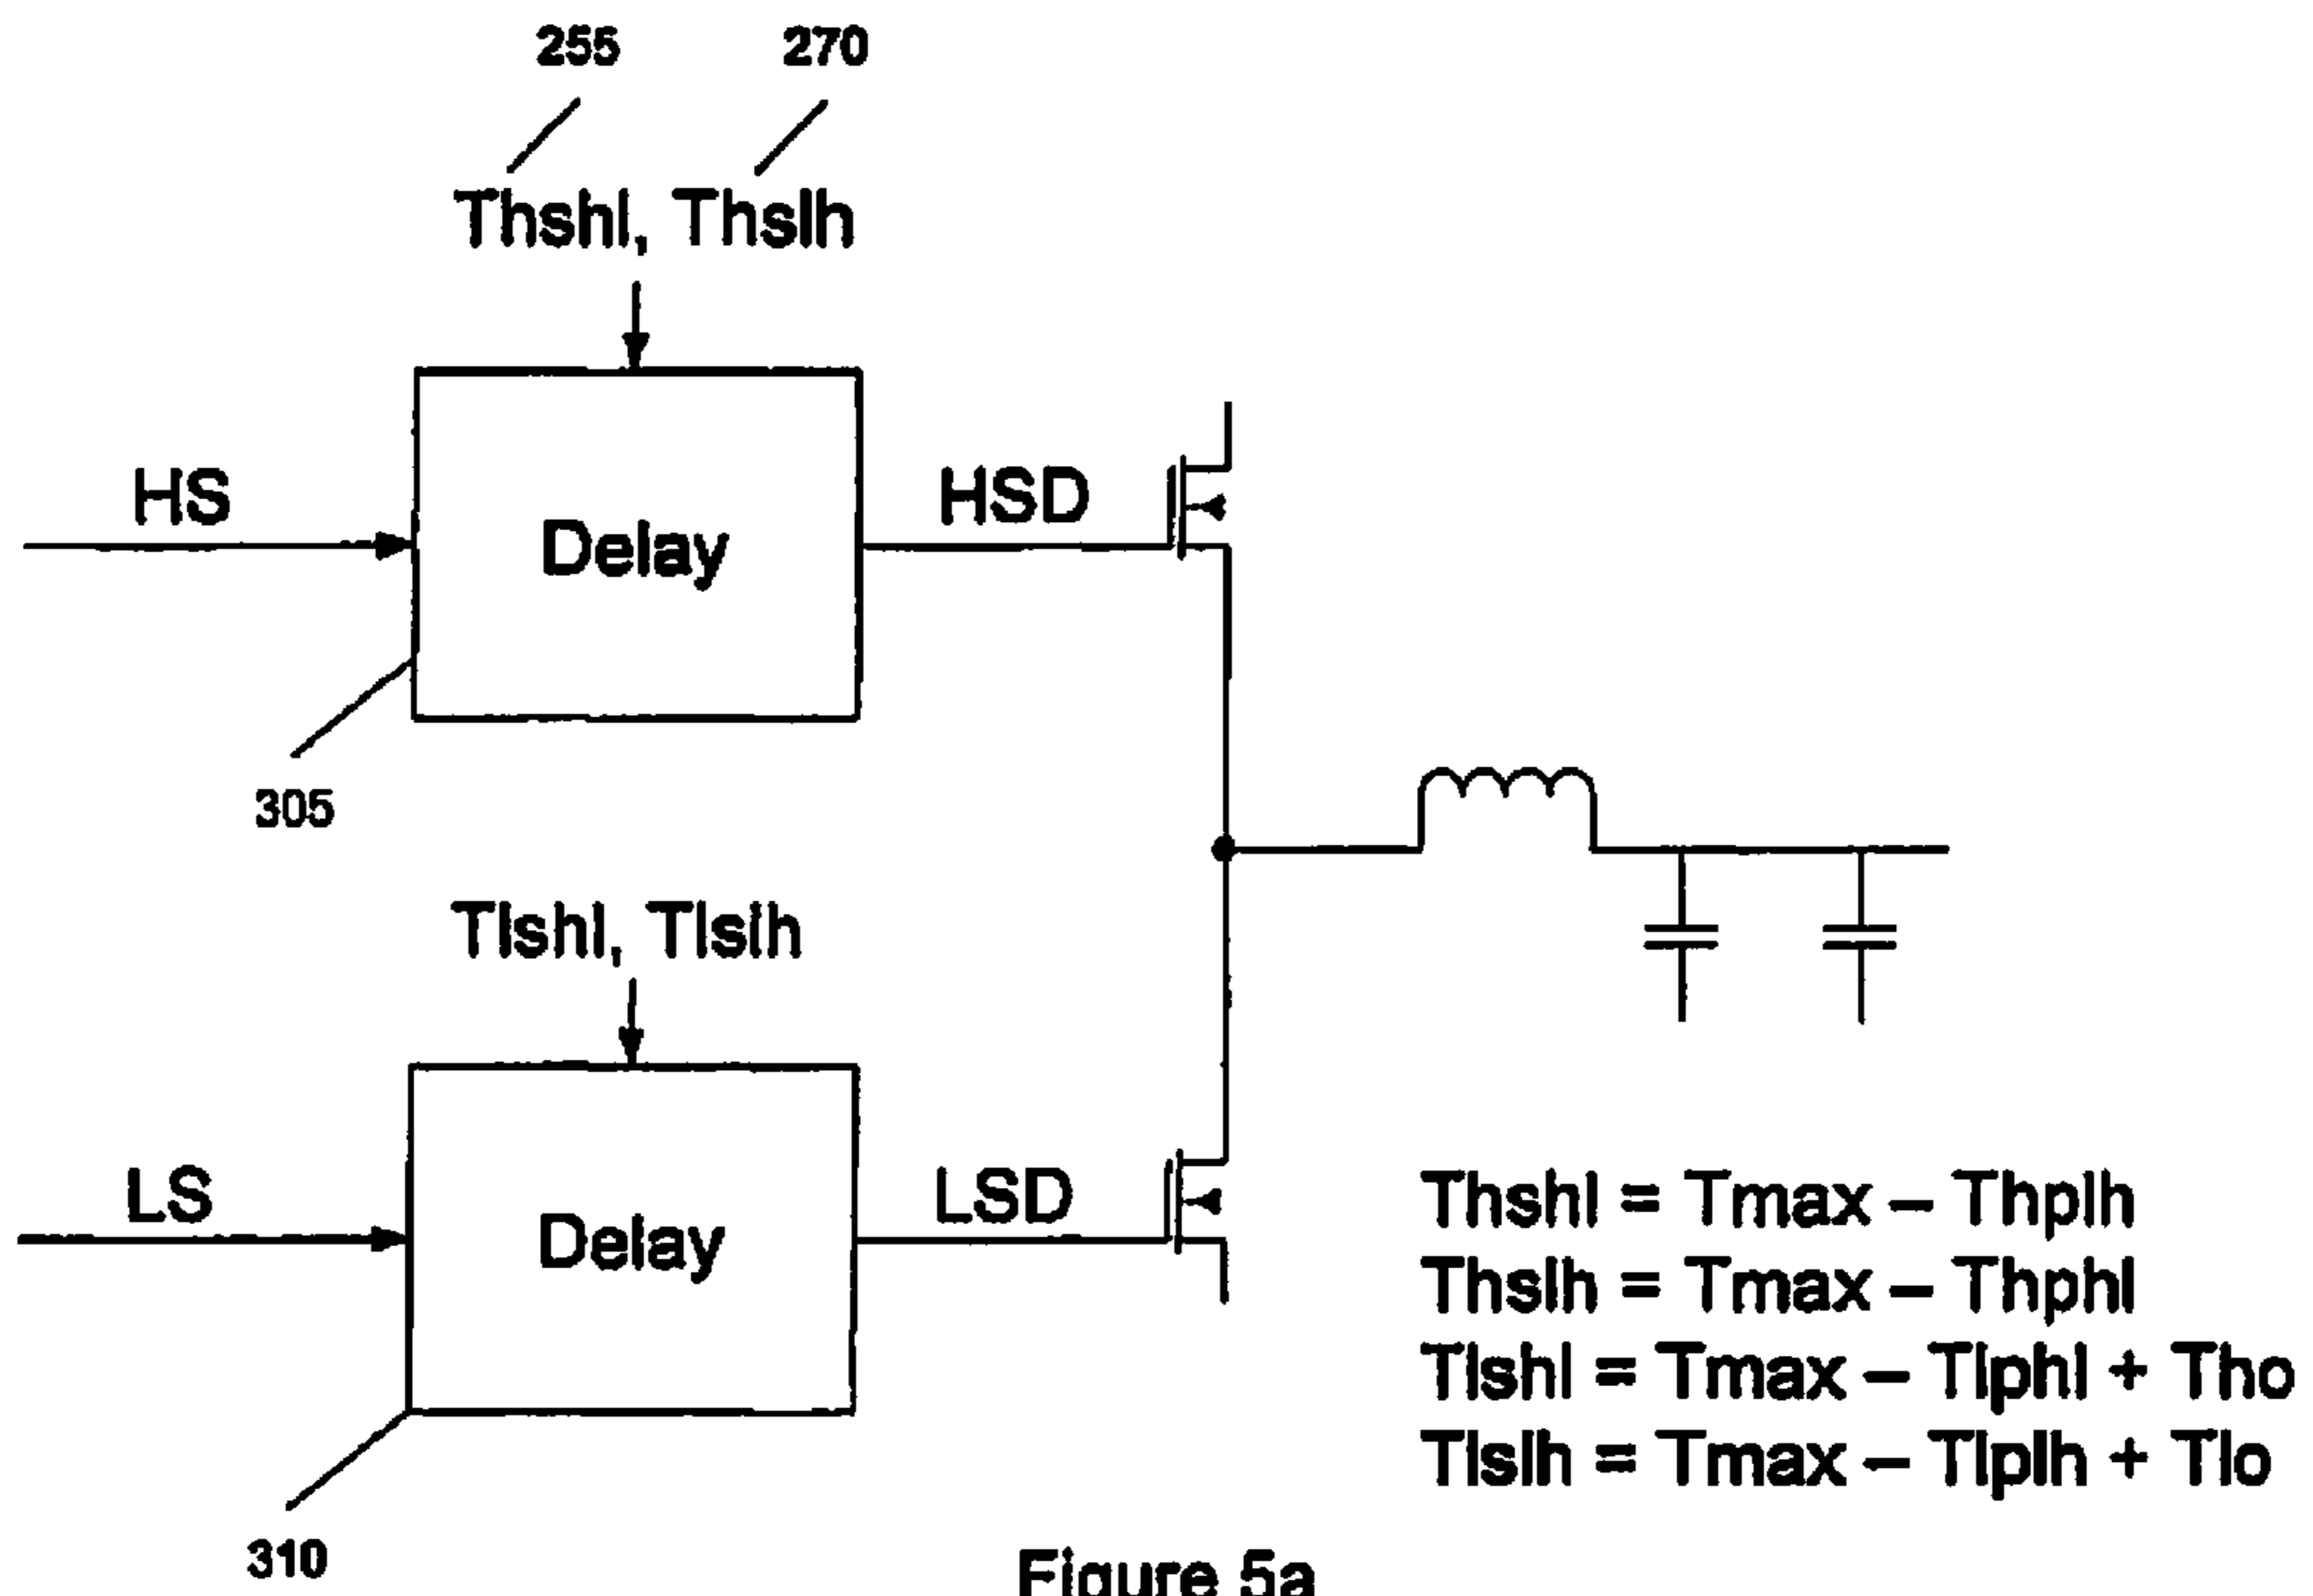 255 270
Thshl, Thslh
HS
Delay
HSD
305
Tlshl, Tlslh
LS
Delay
LSD
310
Thshl = Tmax – Thplh
Thslh = Tmax – Thphl
Tlshl = Tmax – Tlphl + Tho
Tlslh = Tmax – Tlplh + Tlo
Figure 5a